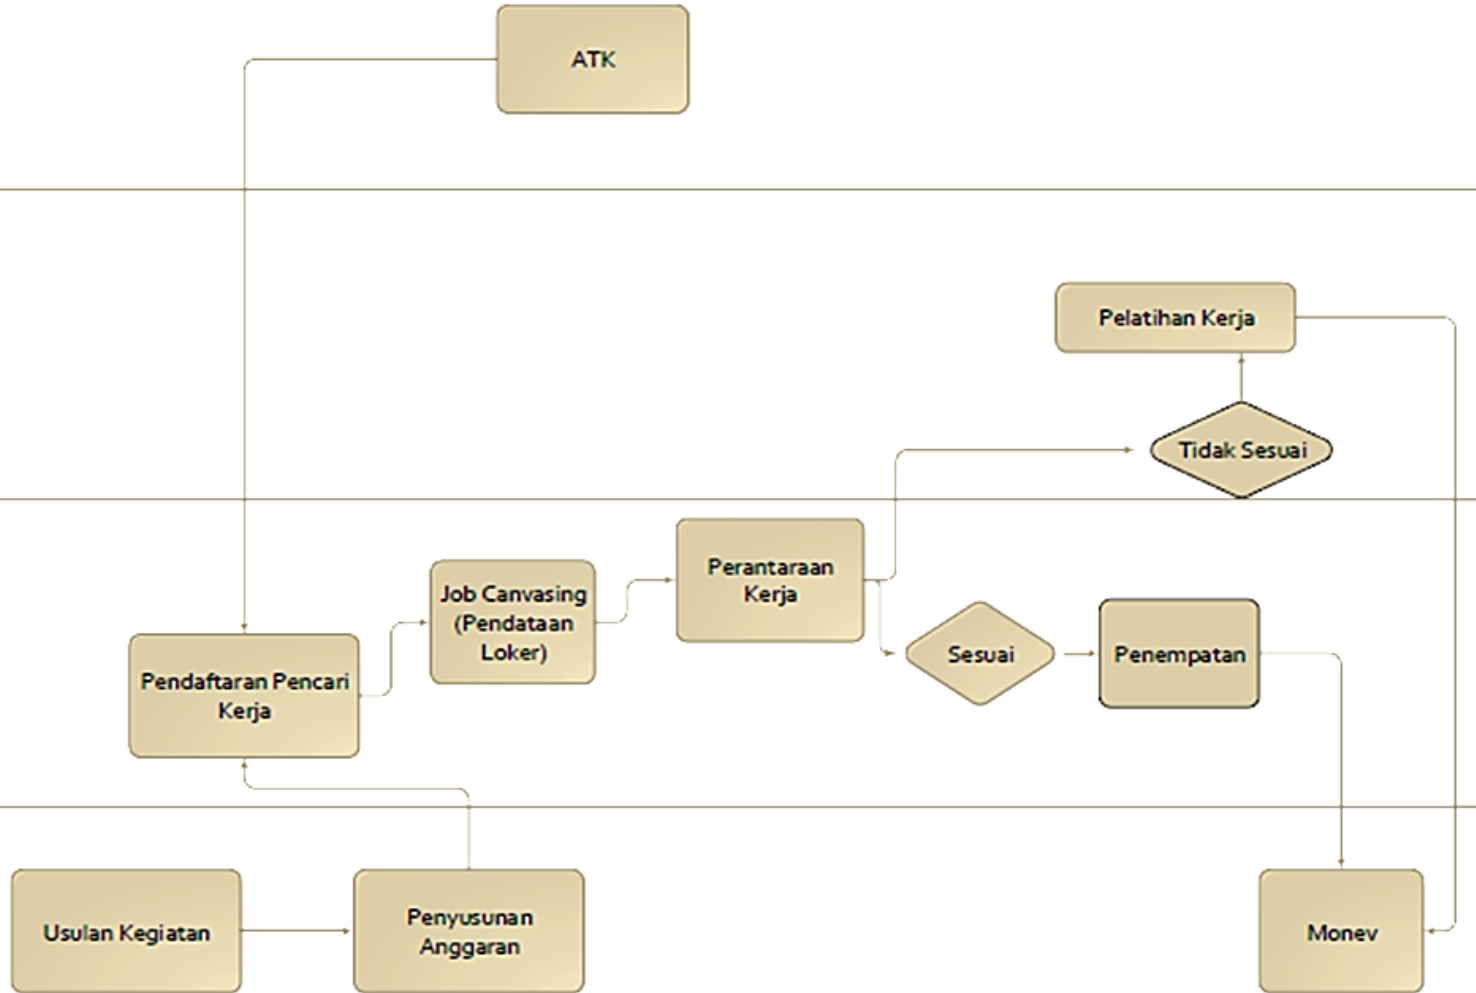 ATK
Pelatihan Kerja
Tidak Sesuai
Perantaraan
Kerja
Job Canvasing
(Pendataan
Loker)
Sesuai
Penempatan
Pendaftaran Pencari
Kerja
Usulan Kegiatan
Penyusunan
Anggaran
Monev